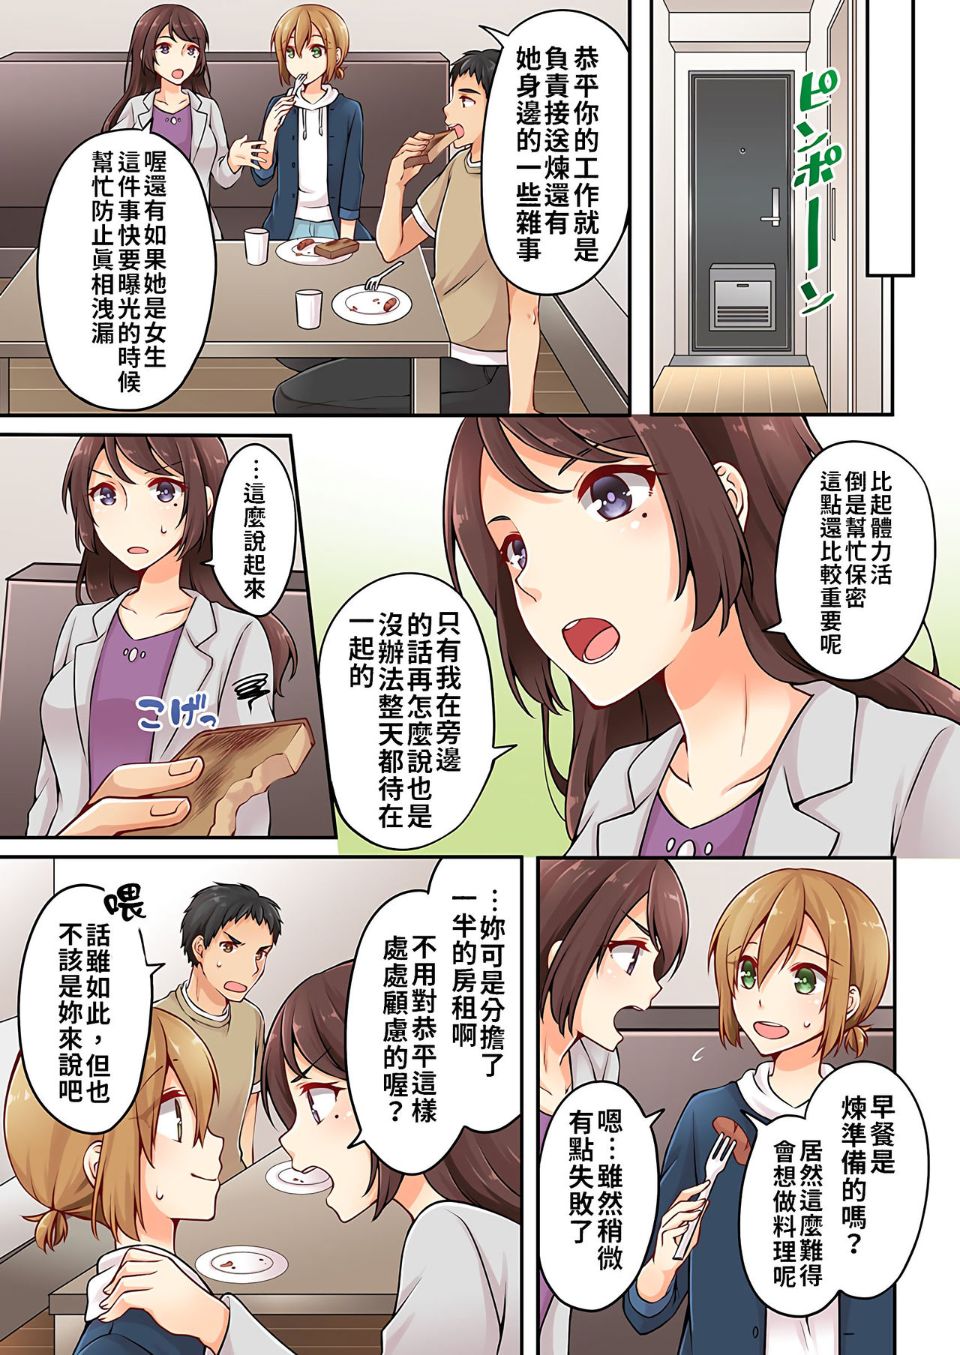 ピンポーン
恭平你的工作就是
負責接送煉還有
她身邊的一些雜事
喔還有如果她是女生
這件事快要曝光的時候
幫忙防止真相洩漏
比起體力活
倒是幫忙保密
這點還比較重要呢
只有我在旁邊
的話再怎麼說也是
沒辦法整天都待在
一起的
…這麼說起來
こげっ
早餐是
煉準備的嗎？
居然這麼難得
會想做料理呢
嗯…雖然稍微
有點失敗了
…妳可是分擔了
一半的房租啊
不用對恭平這樣
處處顧慮的喔？
喂
話雖如此，但也
不該是妳來說吧